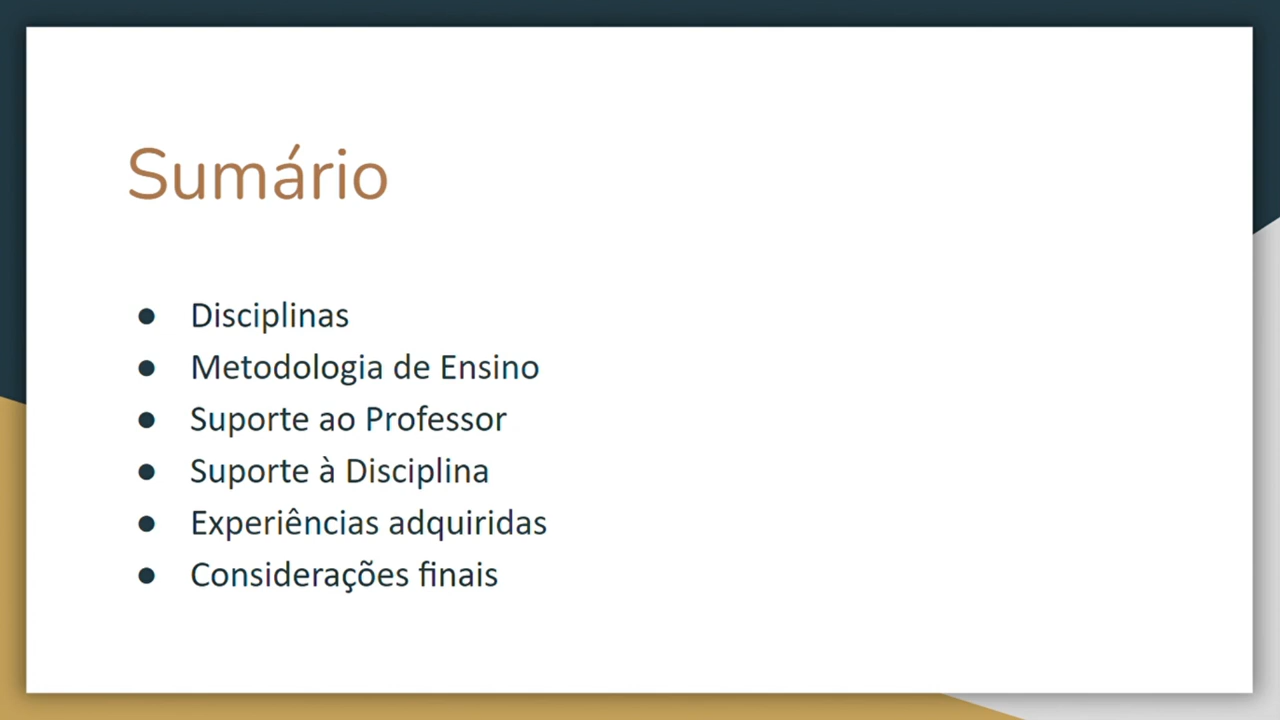 Sumário
● Disciplinas
● Metodologia de Ensino
● Suporte ao Professor
● Suporte à Disciplina
● Experiências adquiridas
● Considerações finais